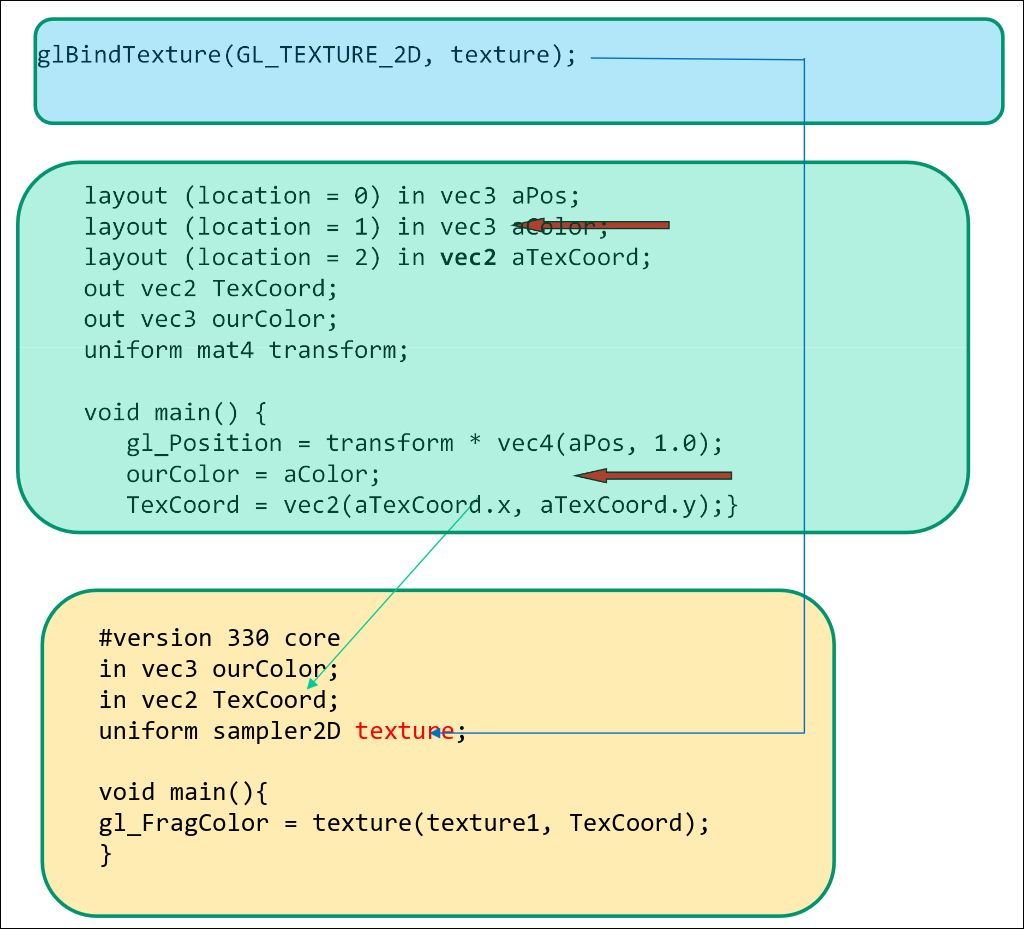 glBindTexture(GL_TEXTURE_2D, texture);
layout (location = 0) in vec3 aPos;
layout (location = 1) in vec3 aColor;
layout (location = 2) in vec2 aTexCoord;
out vec2 TexCoord;
out vec3 ourColor;
uniform mat4 transform;
void main() {
gl_Position = transform * vec4(aPos, 1.0);
ourColor = aColor;
TexCoord = vec2(aTexCoord.x, aTexCoord.y);}
#version 330 core
in vec3 ourColor;
in vec2 TexCoord;
uniform sampler2D texture;
void main(){
gl_FragColor = texture(texture1, TexCoord);
}